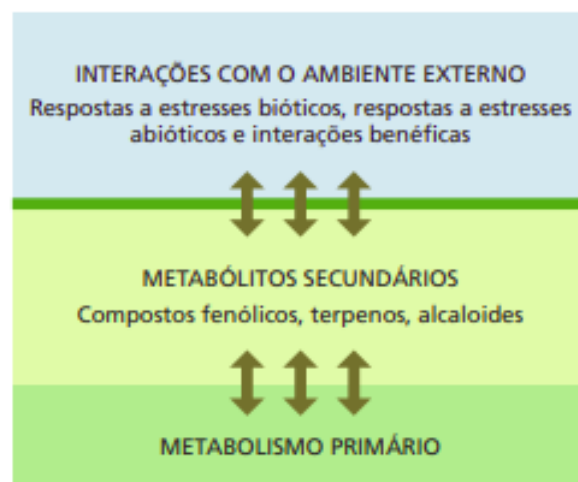 INTERAÇÕES COM O AMBIENTE EXTERNO
Respostas a estresses bióticos, respostas a estresses
abióticos e interações benéficas
METABÓLITOS SECUNDÁRIOS
Compostos fenólicos, terpenos, alcaloides
METABOLISMO PRIMÁRIO